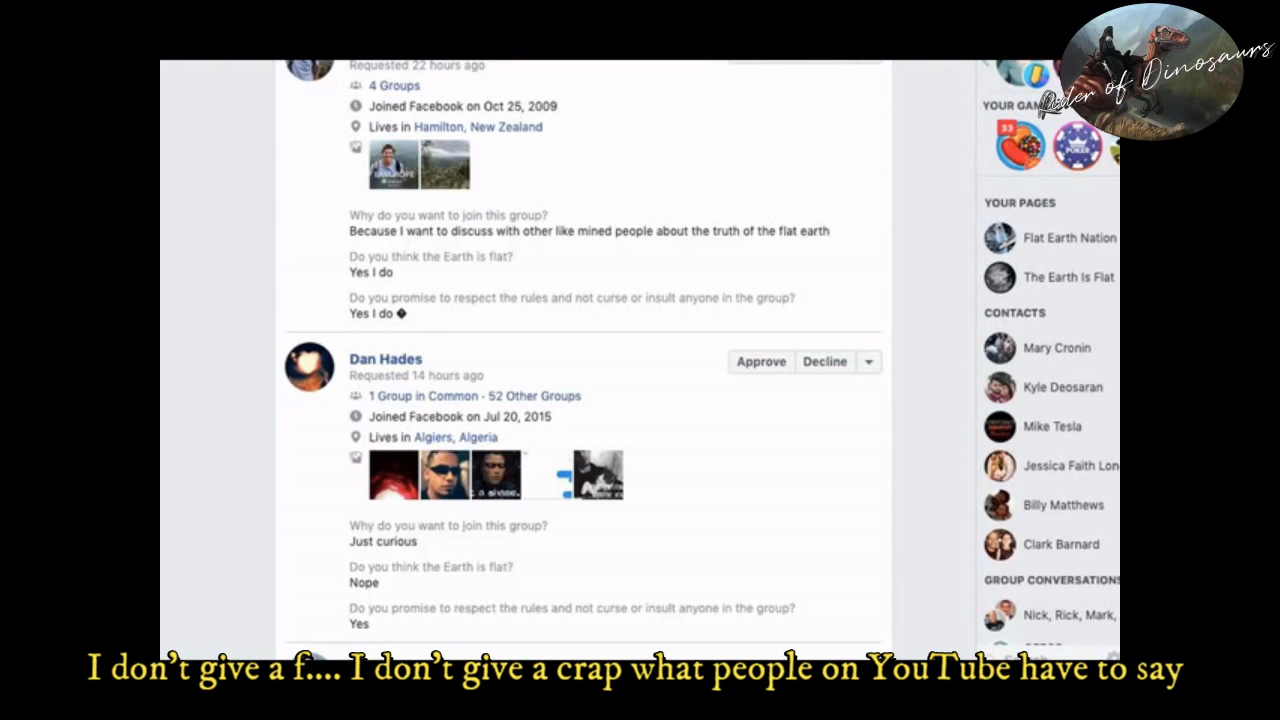 Requested 22 hours ago
4 Groups
Joined Facebook on Oct 25, 2009
Lives in Hamilton, New Zealand
Why do you want to join this group?
Because I want to discuss with other like mined people about the truth of the flat earth
Do you think the Earth is flat?
Yes I do
Do you promise to respect the rules and not curse or insult anyone in the group?
Yes I do
Dan Hades
Approve Decline
Requested 14 hours ago
1 Group in Common · 52 Other Groups
Joined Facebook on Jul 20, 2015
Lives in Algiers, Algeria
Why do you want to join this group?
Just curious
Do you think the Earth is flat?
Nope
Do you promise to respect the rules and not curse or insult anyone in the group?
Yes
Rider of Dinosaurs
YOUR GAM
33
POKER
YOUR PAGES
Flat Earth Nation
The Earth Is Flat
CONTACTS
Mary Cronin
Kyle Deosaran
Mike Tesla
Jessica Faith Lon
Billy Matthews
Clark Barnard
GROUP CONVERSATIONS
Nick, Rick, Mark,
I don't give a f.... I don't give a crap what people on YouTube have to say